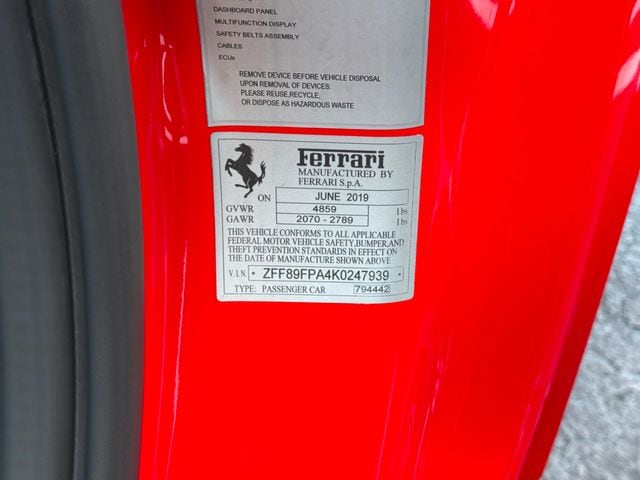 DASHBOARD PANEL
MULTIFUNCTION DISPLAY
SAFETY BELTS ASSEMBLY
CABLES
ECUs
REMOVE DEVICE BEFORE VEHICLE DISPOSAL
UPON REMOVAL OF DEVICES:
PLEASE REUSE,RECYCLE,
OR DISPOSE AS HAZARDOUS WASTE
Ferrari
MANUFACTURED BY
FERRARI S.p.A.
ON JUNE 2019
GVWR 4859 lbs
GAWR 2070 - 2789 lbs
THIS VEHICLE CONFORMS TO ALL APPLICABLE
FEDERAL MOTOR VEHICLE SAFETY,BUMPER,AND
THEFT PREVENTION STANDARDS IN EFFECT ON
THE DATE OF MANUFACTURE SHOWN ABOVE
V.I.N. *ZFF89FPA4K0247939*
TYPE: PASSENGER CAR 794442